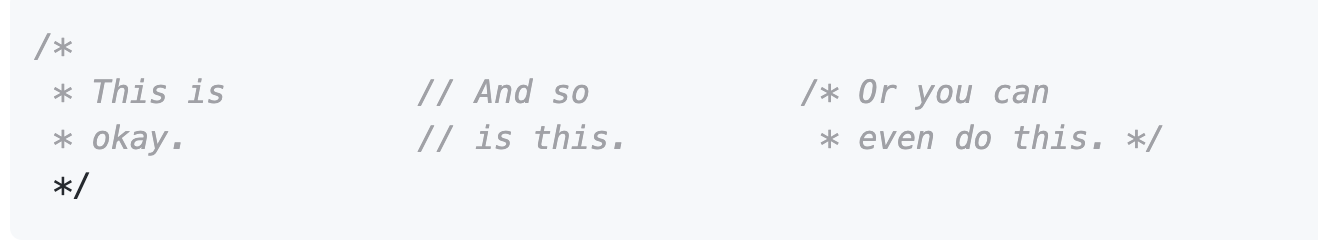 /*
 * This is          // And so           /* Or you can
 * okay.            // is this.          * even do this. */
 */